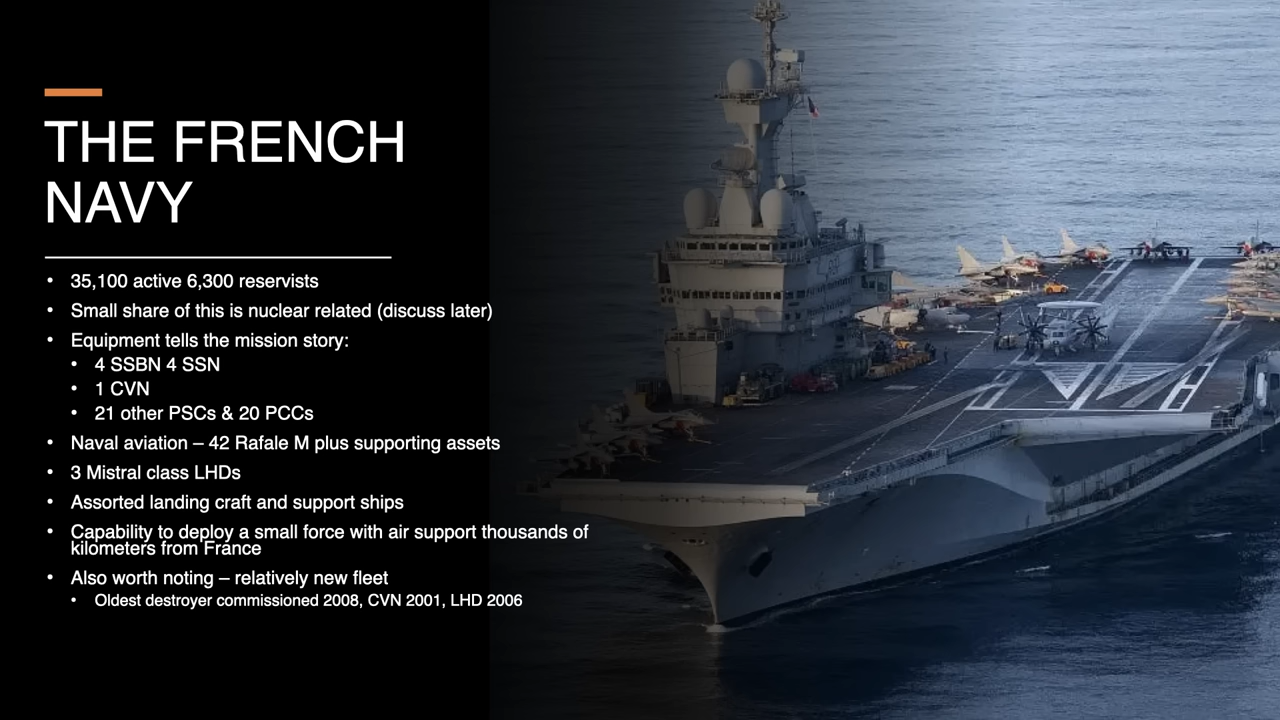 THE FRENCH
NAVY
• 35,100 active 6,300 reservists
• Small share of this is nuclear related (discuss later)
• Equipment tells the mission story:
• 4 SSBN 4 SSN
• 1 CVN
• 21 other PSCs & 20 PCCs
• Naval aviation – 42 Rafale M plus supporting assets
• 3 Mistral class LHDs
• Assorted landing craft and support ships
• Capability to deploy a small force with air support thousands of
kilometers from France
• Also worth noting – relatively new fleet
• Oldest destroyer commissioned 2008, CVN 2001, LHD 2006